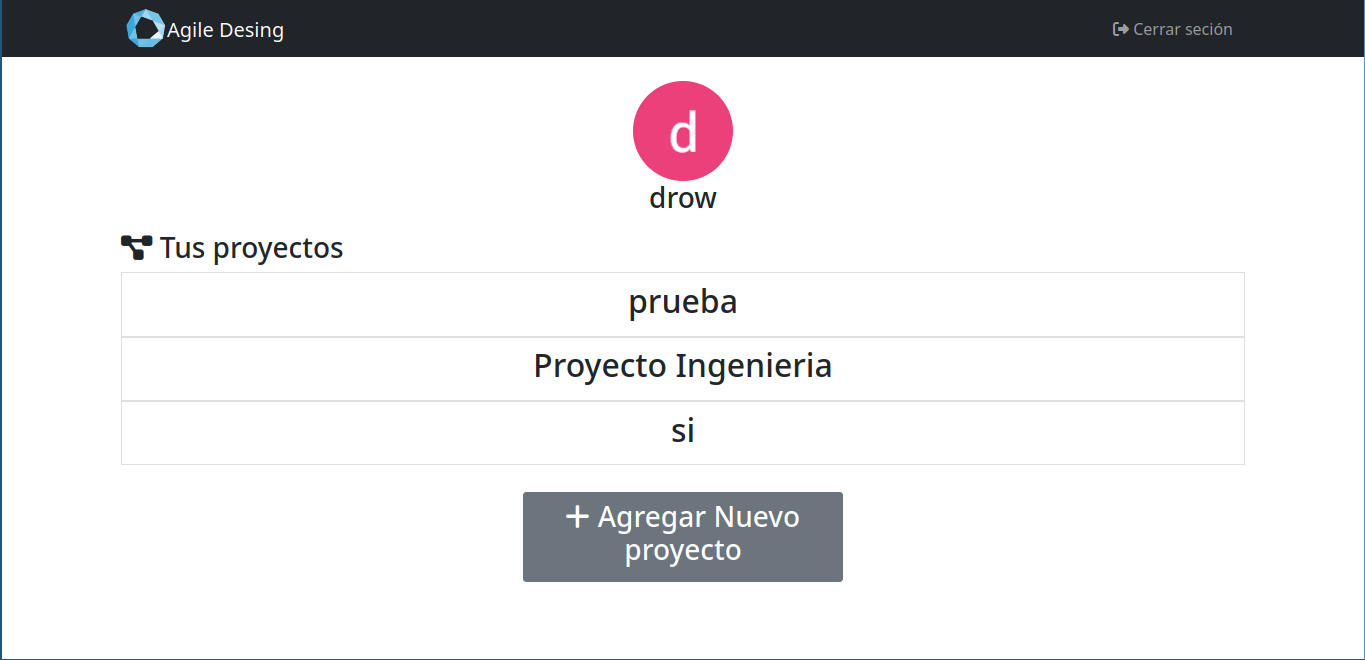 Agile Desing
Cerrar seción
d
drow
Tus proyectos
prueba
Proyecto Ingenieria
si
+ Agregar Nuevo
proyecto